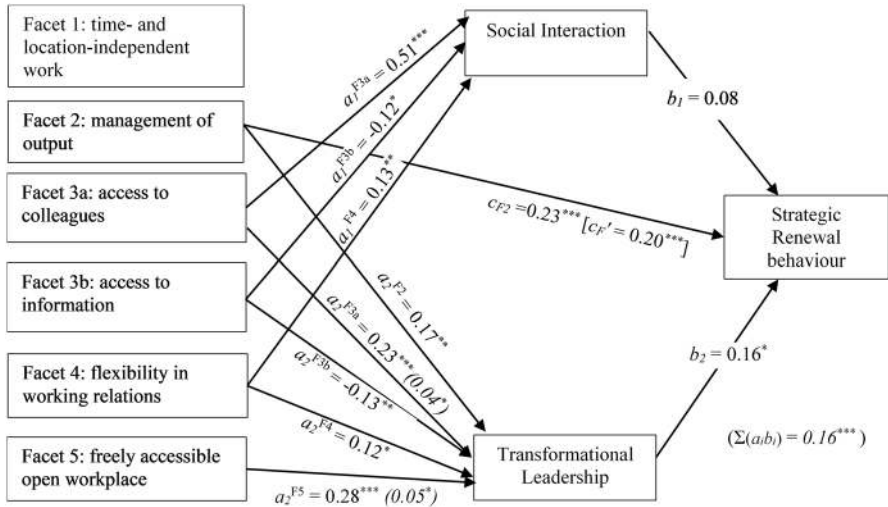 Facet 1: time- and
location-independent
work
Facet 2: management of
output
Facet 3a: access to
colleagues
Facet 3b: access to
information
Facet 4: flexibility in
working relations
Facet 5: freely accessible
open workplace
Social Interaction
a₁ᶠ³ᵃ = 0.51***
a₁ᶠ³ᵇ = -0.12*
a₁ᶠ⁴ = 0.13**
b₁ = 0.08
c_F2 =0.23*** [c_F' = 0.20***]
Strategic
Renewal
behaviour
a₂ᶠ² = 0.17**
a₂ᶠ³ᵃ = 0.23*** (0.04*)
a₂ᶠ³ᵇ = -0.13**
a₂ᶠ⁴ = 0.12*
a₂ᶠ⁵ = 0.28*** (0.05*)
Transformational
Leadership
b₂ = 0.16*
(Σ(aᵢbᵢ) = 0.16***)